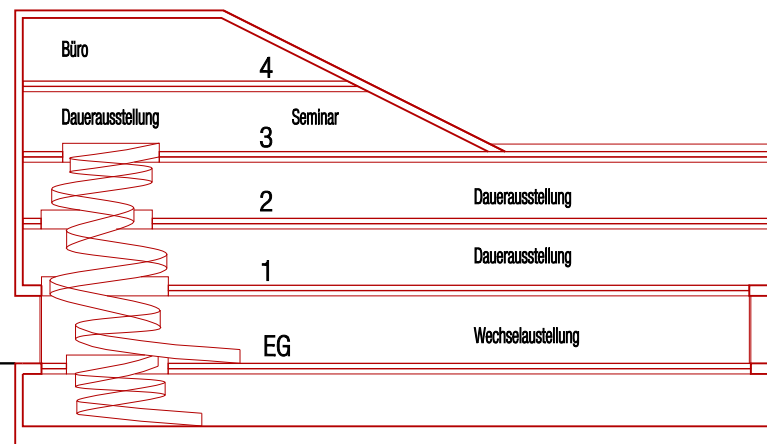 Büro
4
Dauerausstellung
Seminar
3
2
Dauerausstellung
1
Dauerausstellung
EG
Wechselaustellung